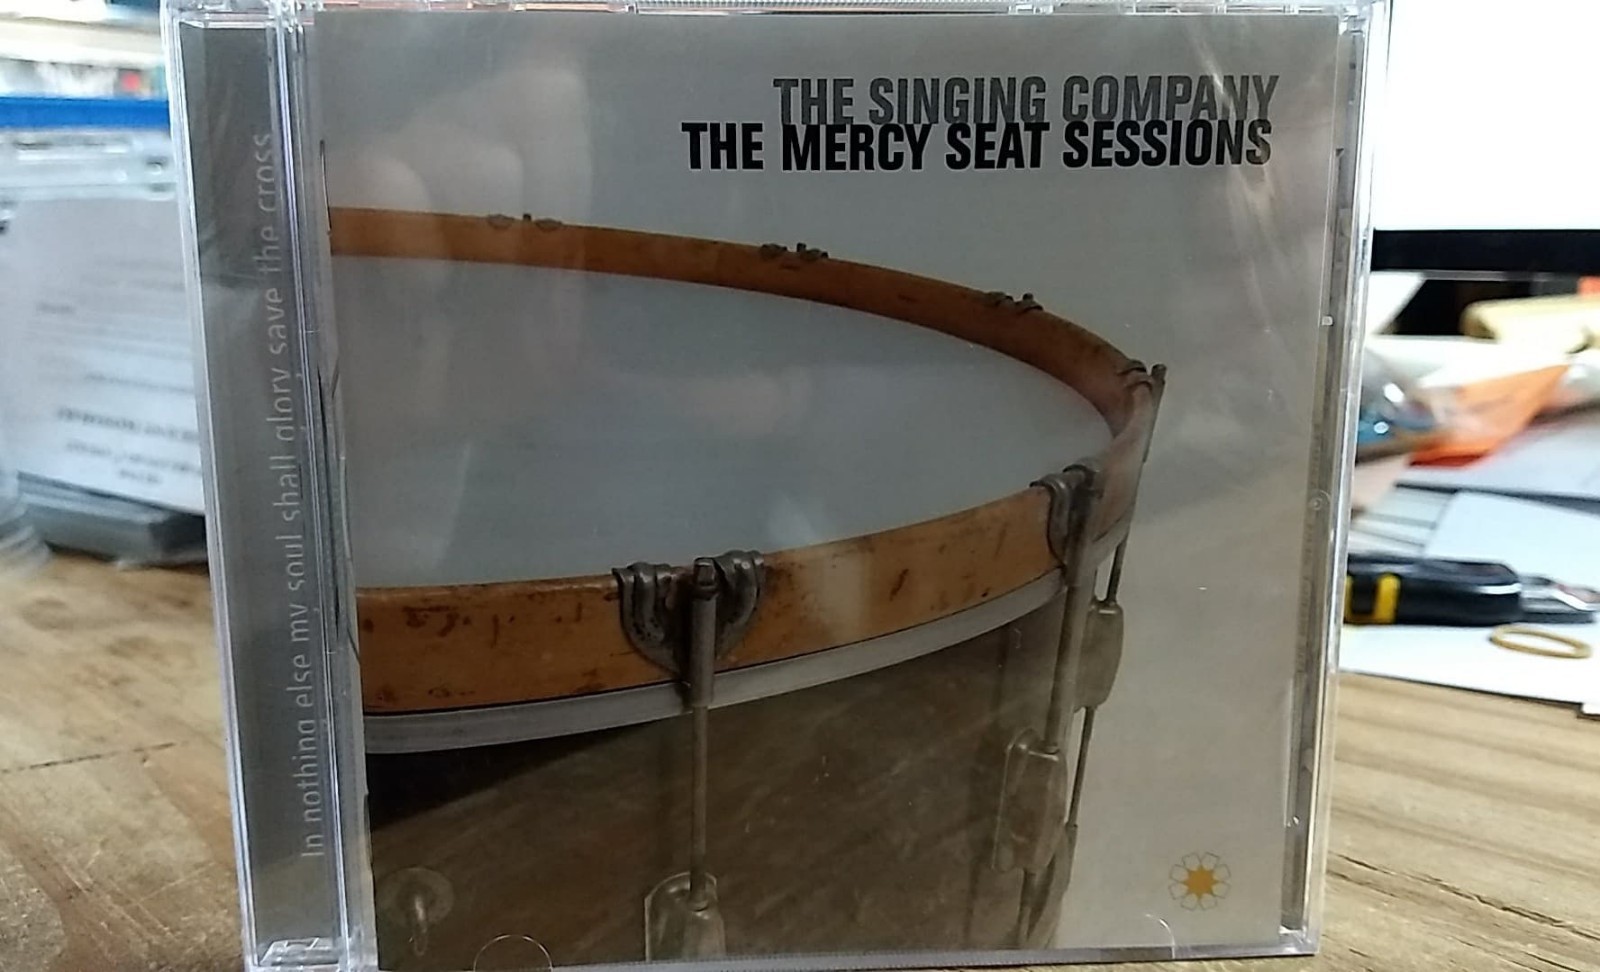 THE SINGING COMPANY
THE MERCY SEAT SESSIONS
In nothing else my soul shall glory save the cross